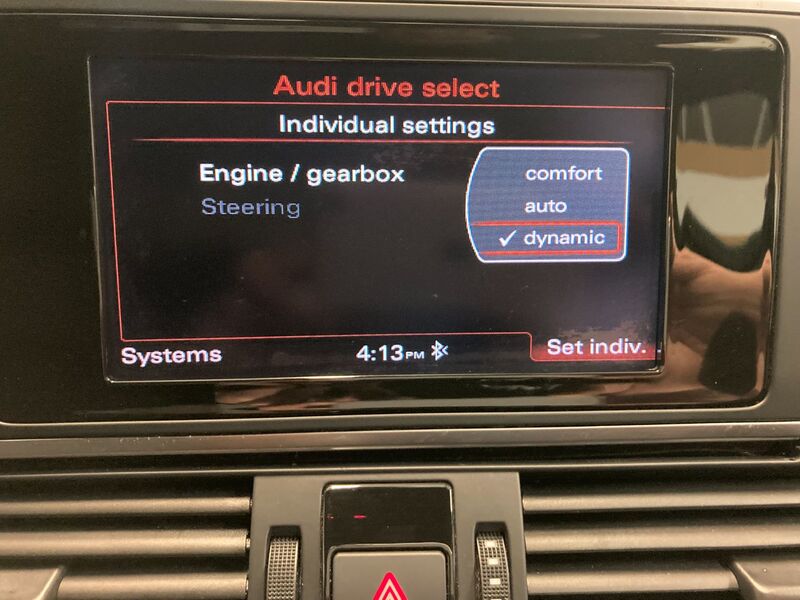 Audi drive select
Individual settings
Engine / gearbox
Steering
comfort
auto
✓ dynamic
Systems
4:13PM
Set indiv.